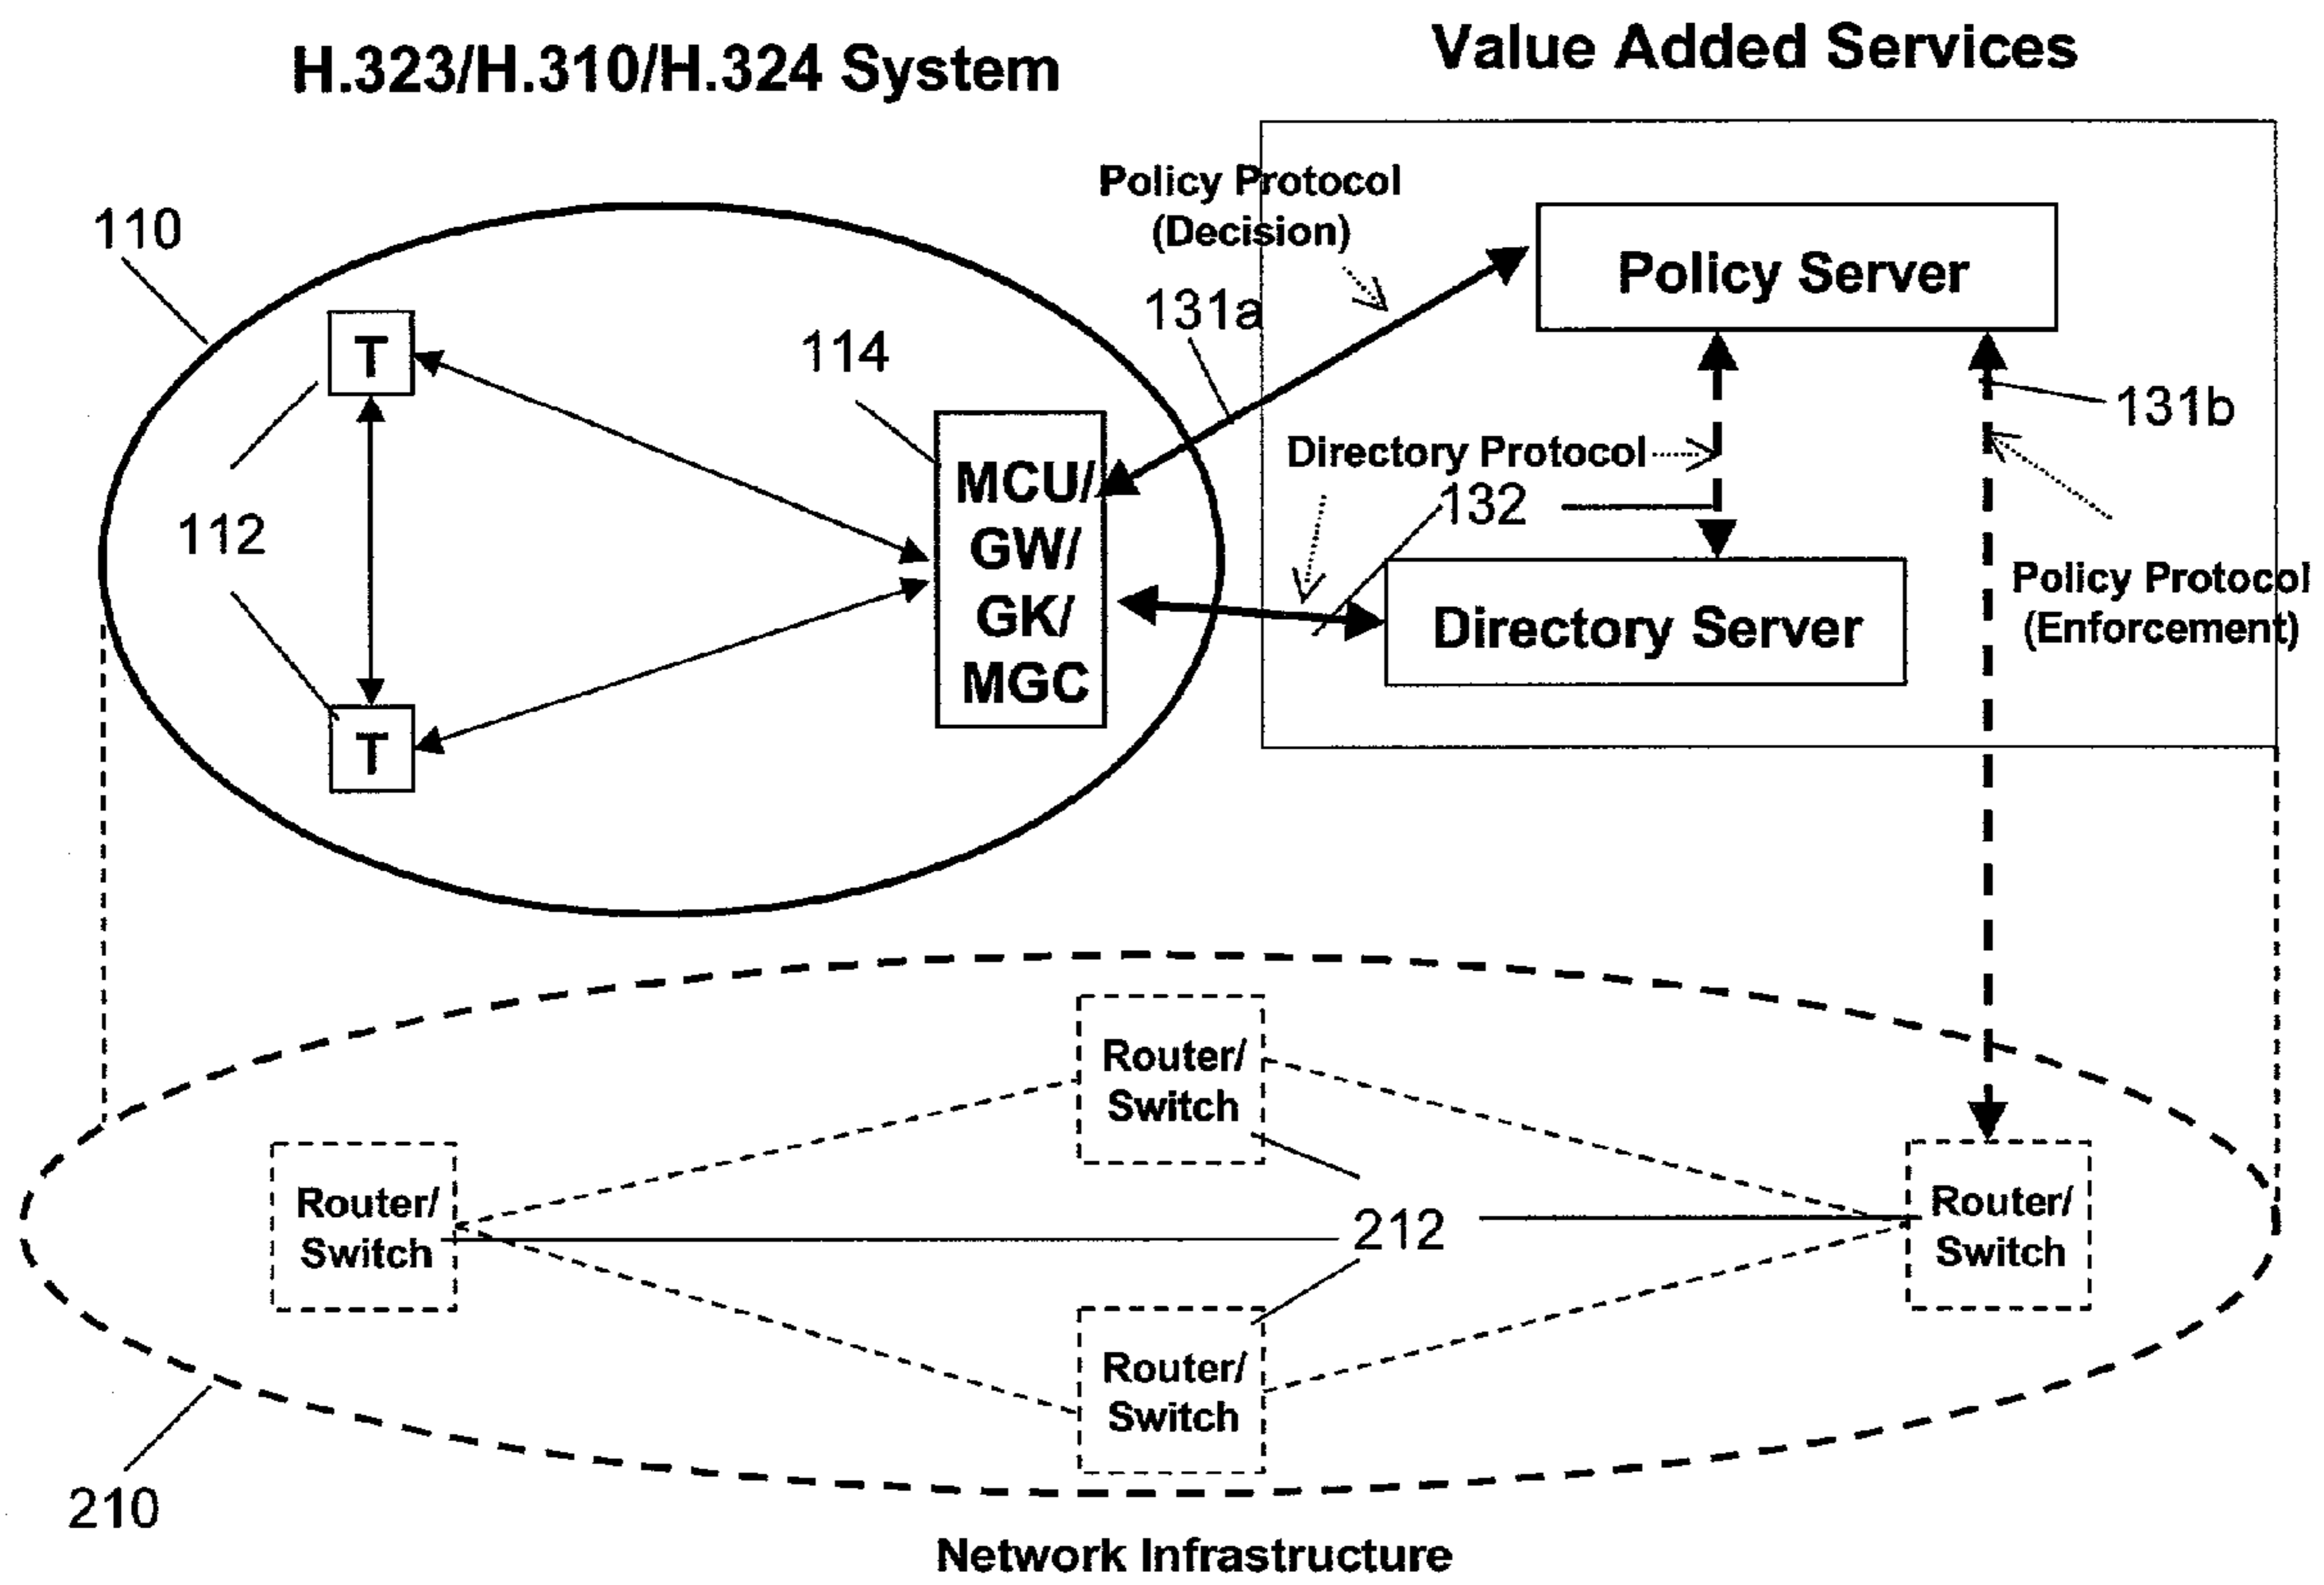 H.323/H.310/H.324 System
Value Added Services
Policy Protocol
(Decision)
110
131a
114
T
Policy Server
131b
Directory Protocol
132
112
MCU/
GW/
GK/
MGC
Directory Server
Policy Protocol
(Enforcement)
T
Router/
Switch
Router/
Switch
212
Router/
Switch
Router/
Switch
210
Network Infrastructure